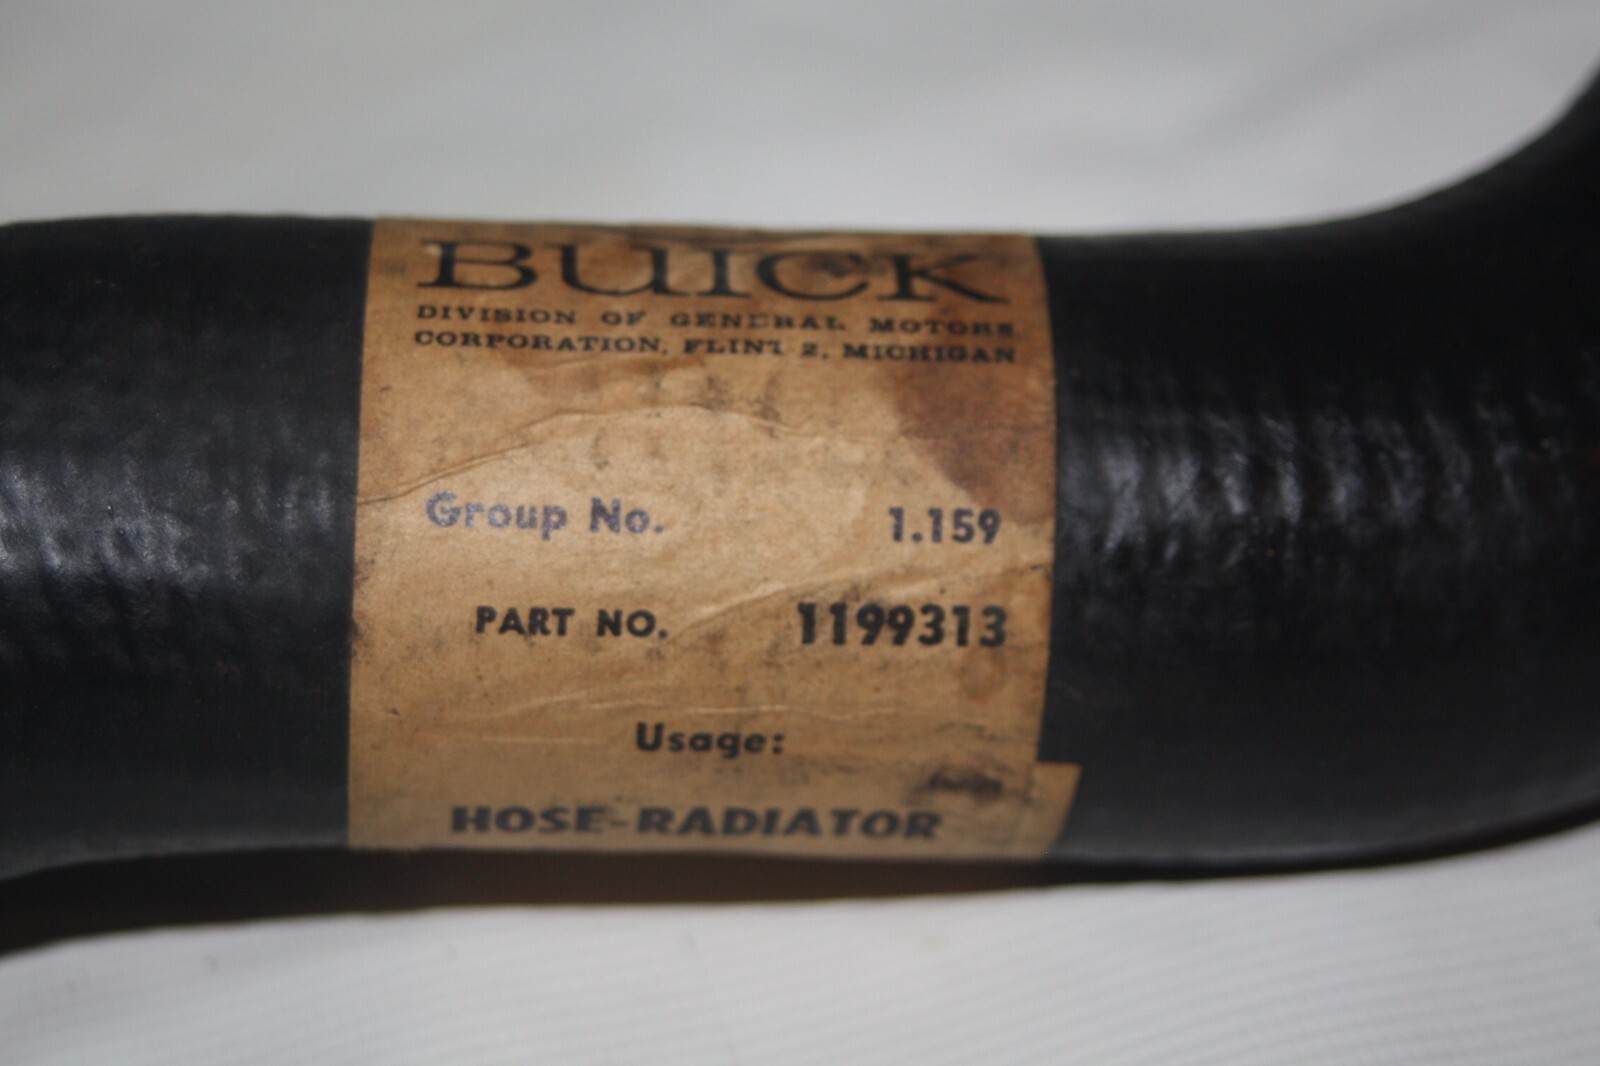 BUICK
DIVISION OF GENERAL MOTORS
CORPORATION, FLINT 2, MICHIGAN
Group No. 1.159
PART NO. 1199313
Usage:
HOSE-RADIATOR